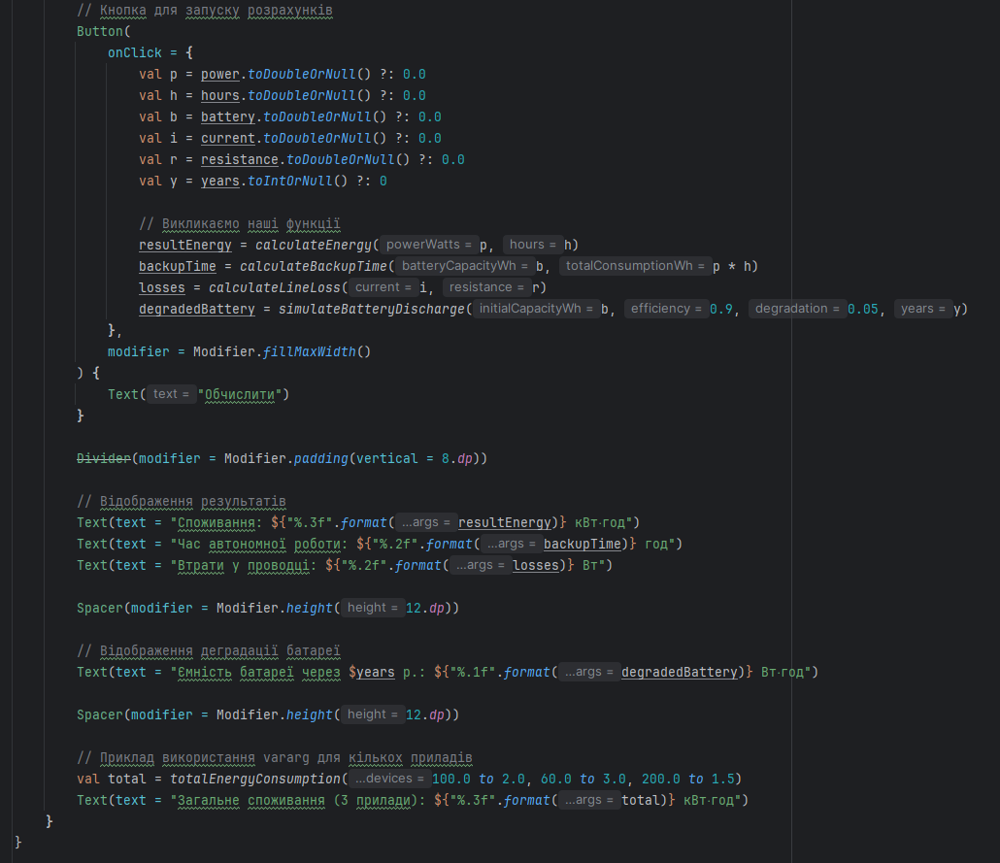 // Кнопка для запуску розрахунків
Button(
onClick = {
val p = power.toDoubleOrNull() ?: 0.0
val h = hours.toDoubleOrNull() ?: 0.0
val b = battery.toDoubleOrNull() ?: 0.0
val i = current.toDoubleOrNull() ?: 0.0
val r = resistance.toDoubleOrNull() ?: 0.0
val y = years.toIntOrNull() ?: 0
// Викликаємо наші функції
resultEnergy = calculateEnergy( powerWatts = p, hours = h)
backupTime = calculateBackupTime( batteryCapacityWh = b, totalConsumptionWh = p * h)
losses = calculateLineLoss( current = i, resistance = r)
degradedBattery = simulateBatteryDischarge( initialCapacityWh = b, efficiency = 0.9, degradation = 0.05, years = y)
},
modifier = Modifier.fillMaxWidth()
) {
Text( text = "Обчислити")
}
Divider(modifier = Modifier.padding(vertical = 8.dp))
// Відображення результатів
Text(text = "Споживання: ${"%.3f".format( ...args = resultEnergy)} кВт·год")
Text(text = "Час автономної роботи: ${"%.2f".format( ...args = backupTime)} год")
Text(text = "Втрати у проводці: ${"%.2f".format( ...args = losses)} Вт")
Spacer(modifier = Modifier.height( height = 12.dp))
// Відображення деградації батареї
Text(text = "Ємність батареї через $years р.: ${"%.1f".format( ...args = degradedBattery)} Вт·год")
Spacer(modifier = Modifier.height( height = 12.dp))
// Приклад використання vararg для кількох приладів
val total = totalEnergyConsumption( ...devices = 100.0 to 2.0, 60.0 to 3.0, 200.0 to 1.5)
Text(text = "Загальне споживання (3 прилади): ${"%.3f".format( ...args = total)} кВт·год")
}
}